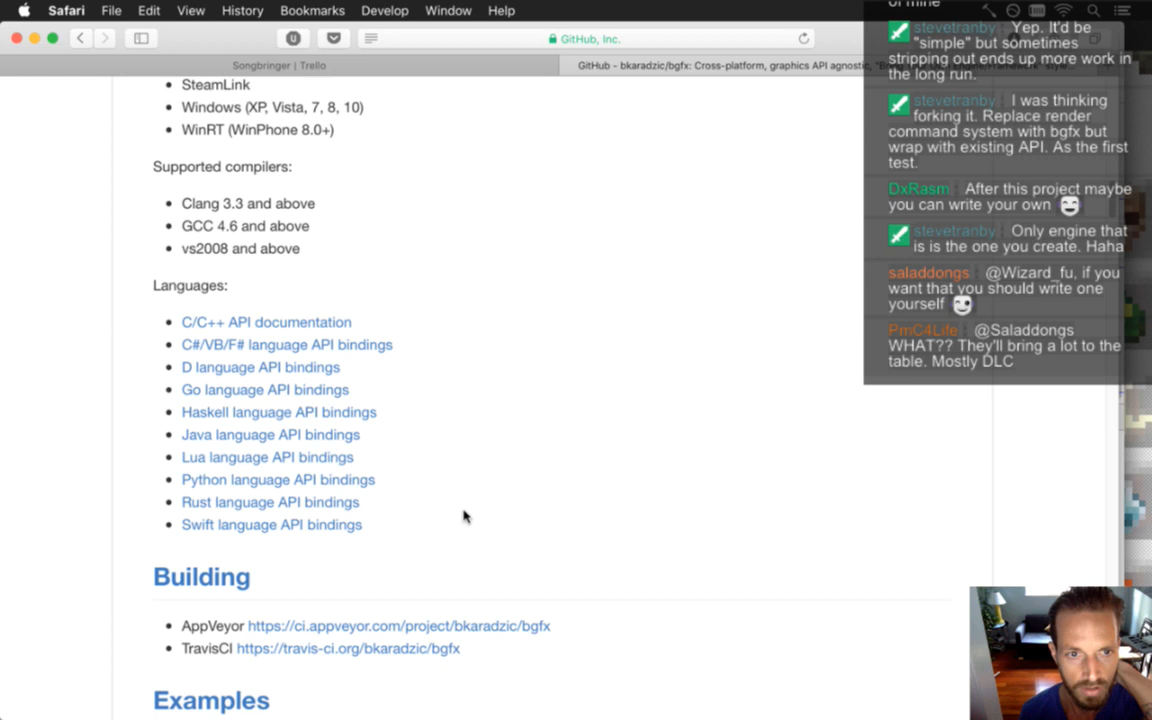 Safari File Edit View History Bookmarks Develop Window Help
GitHub, Inc.
Songbringer | Trello
GitHub - bkaradzic/bgfx: Cross-platform, graphics API agnostic, "Bring
SteamLink
Windows (XP, Vista, 7, 8, 10)
WinRT (WinPhone 8.0+)
Supported compilers:
Clang 3.3 and above
GCC 4.6 and above
vs2008 and above
Languages:
C/C++ API documentation
C#/VB/F# language API bindings
D language API bindings
Go language API bindings
Haskell language API bindings
Java language API bindings
Lua language API bindings
Python language API bindings
Rust language API bindings
Swift language API bindings
Building
AppVeyor https://ci.appveyor.com/project/bkaradzic/bgfx
TravisCI https://travis-ci.org/bkaradzic/bgfx
Examples
of mine
stevetranby Yep. It'd be
"simple" but sometimes
stripping out ends up more work in
the long run.
stevetranby I was thinking
forking it. Replace render
command system with bgfx but
wrap with existing API. As the first
test.
DxRasm After this project maybe
you can write your own
stevetranby Only engine that
is is the one you create. Haha
saladdongs @Wizard_fu, if you
want that you should write one
yourself
PmC4Life @Saladdongs
WHAT?? They'll bring a lot to the
table. Mostly DLC